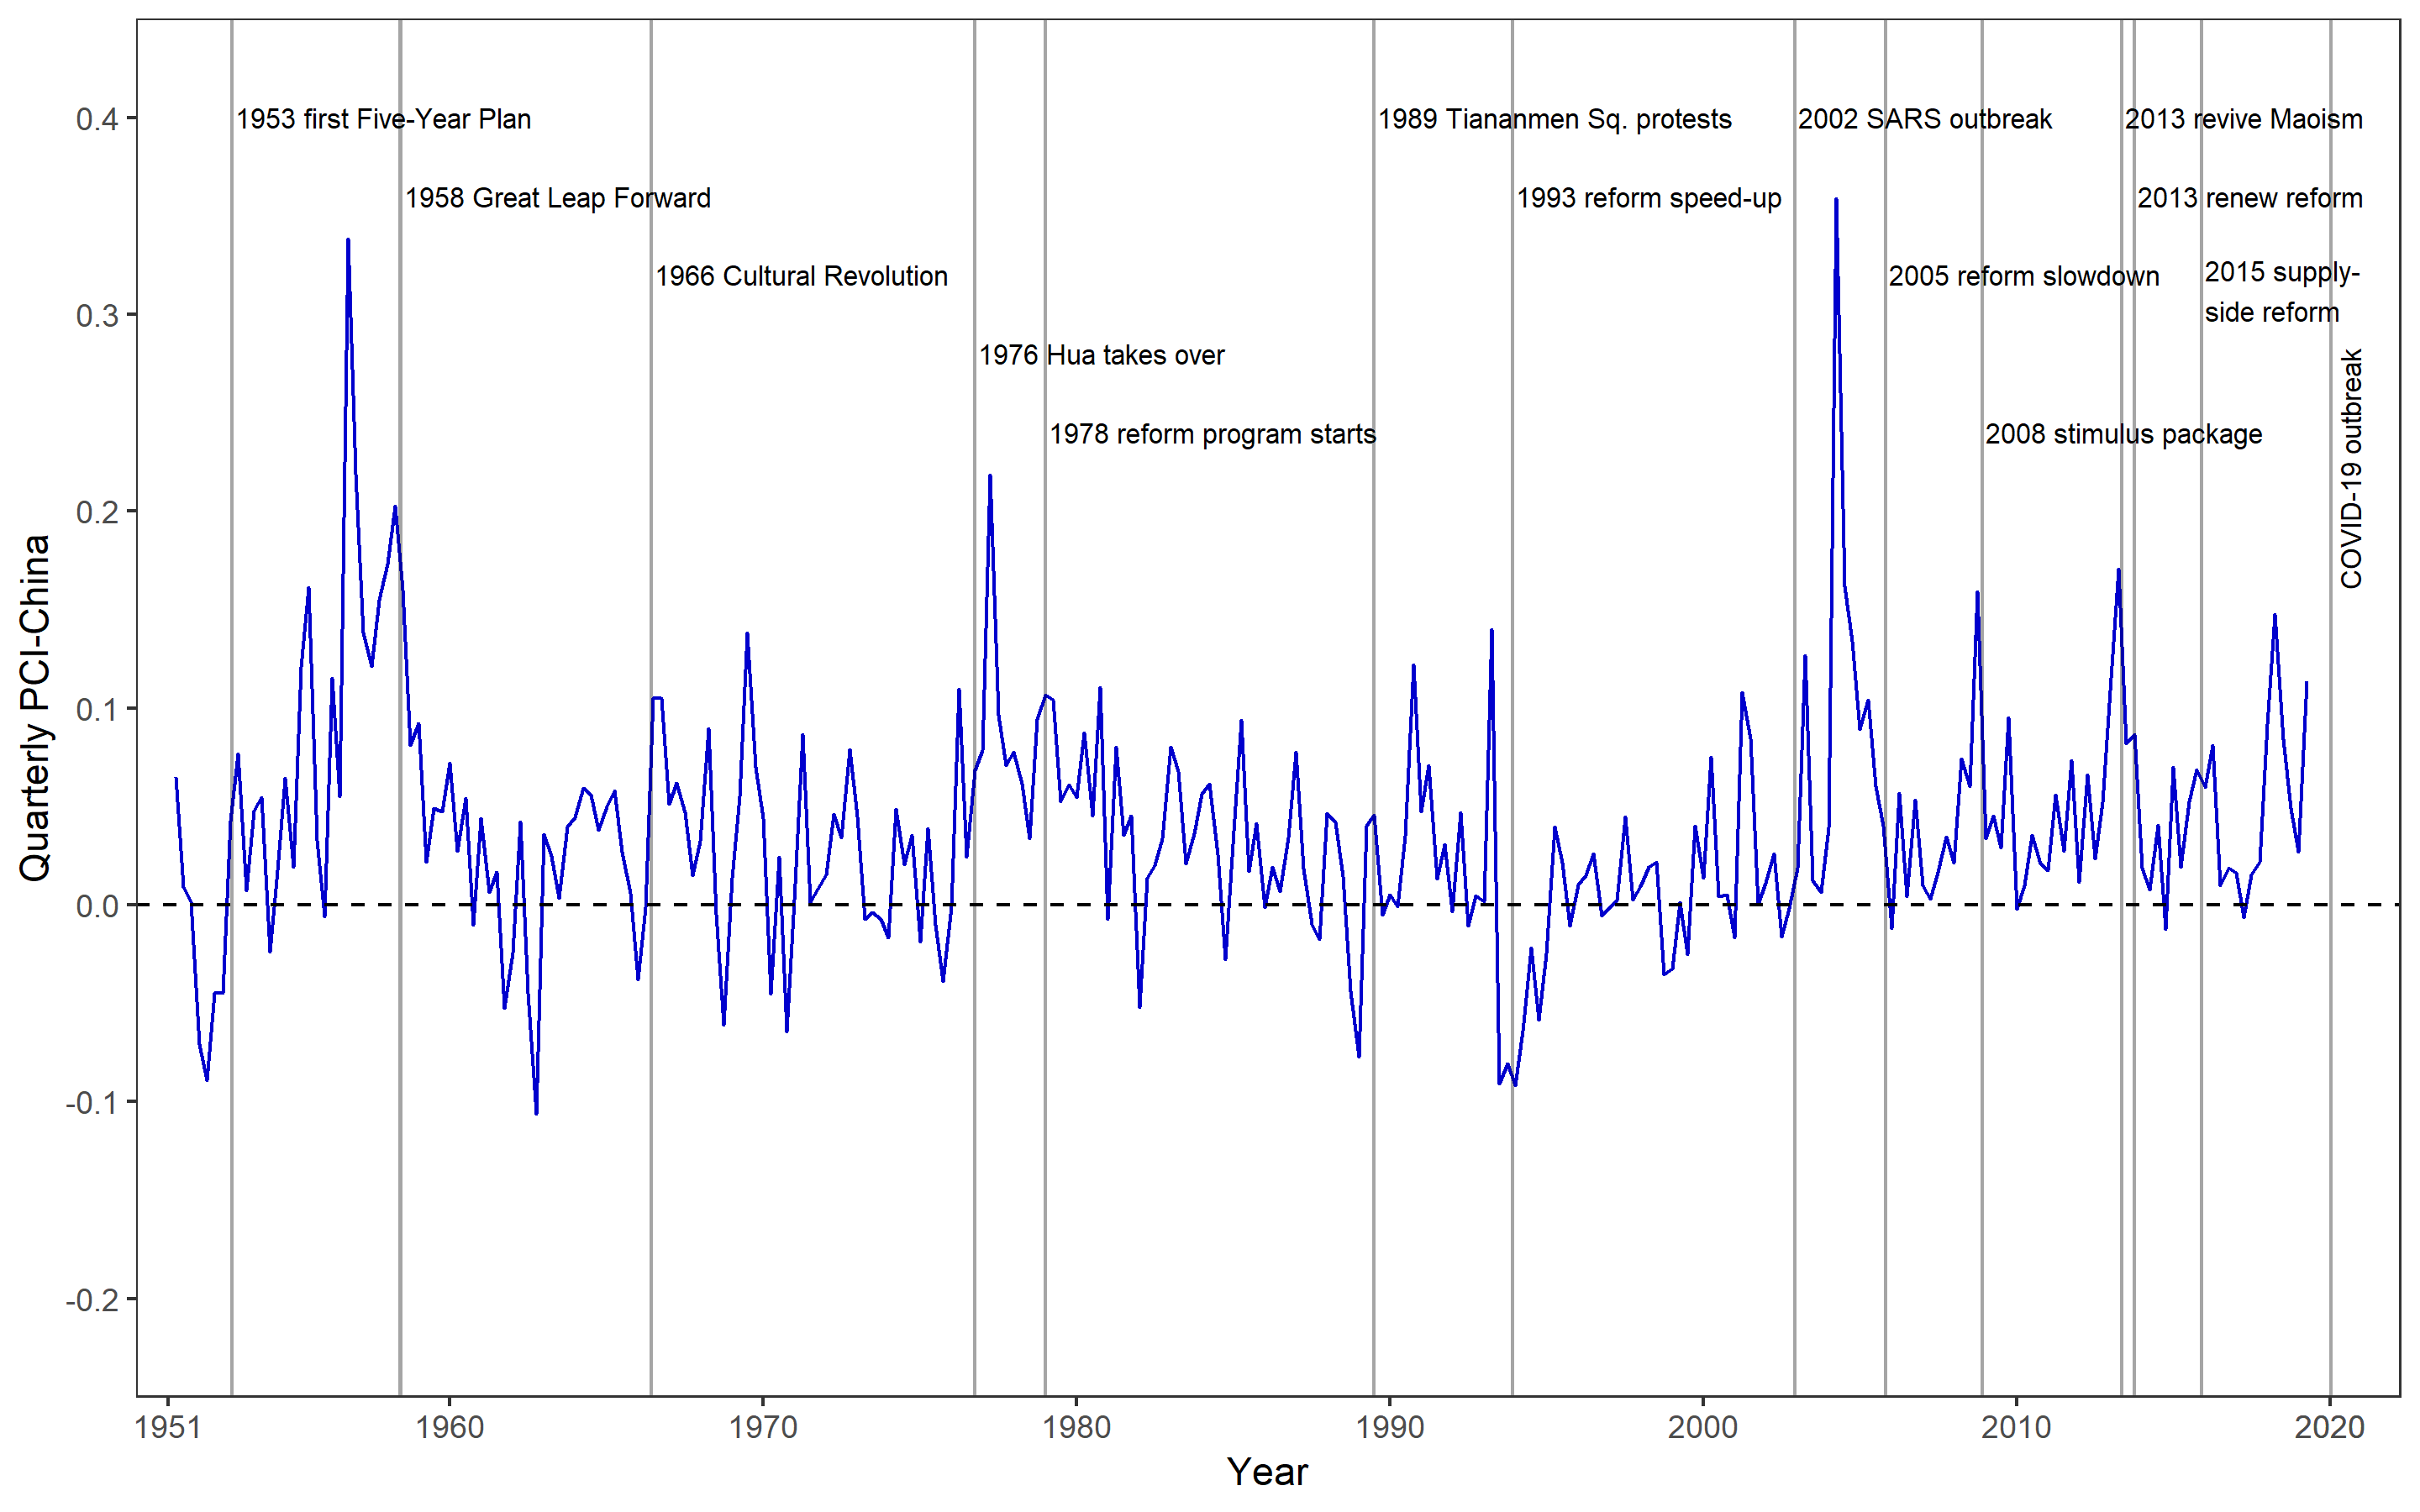 0.4
0.3
0.2
0.1
0.0
-0.1
-0.2
Quarterly PCI-China
1953 first Five-Year Plan
1958 Great Leap Forward
1966 Cultural Revolution
1976 Hua takes over
1978 reform program starts
1989 Tiananmen Sq. protests
1993 reform speed-up
2002 SARS outbreak
2005 reform slowdown
2008 stimulus package
2013 revive Maoism
2013 renew reform
2015 supply-
side reform
COVID-19 outbreak
1951 1960 1970 1980 1990 2000 2010 2020
Year